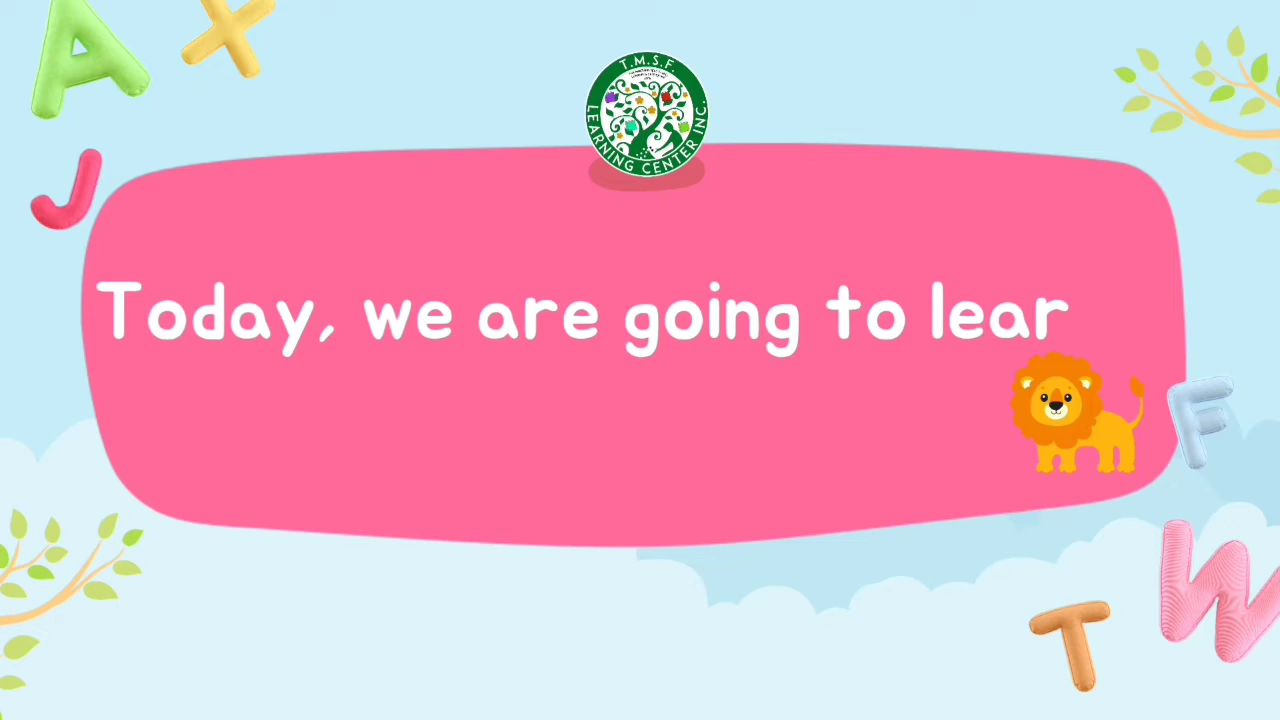 A X
T.M.S.F.
LEARNING CENTER INC.
J
Today, we are going to lear
F
W
T